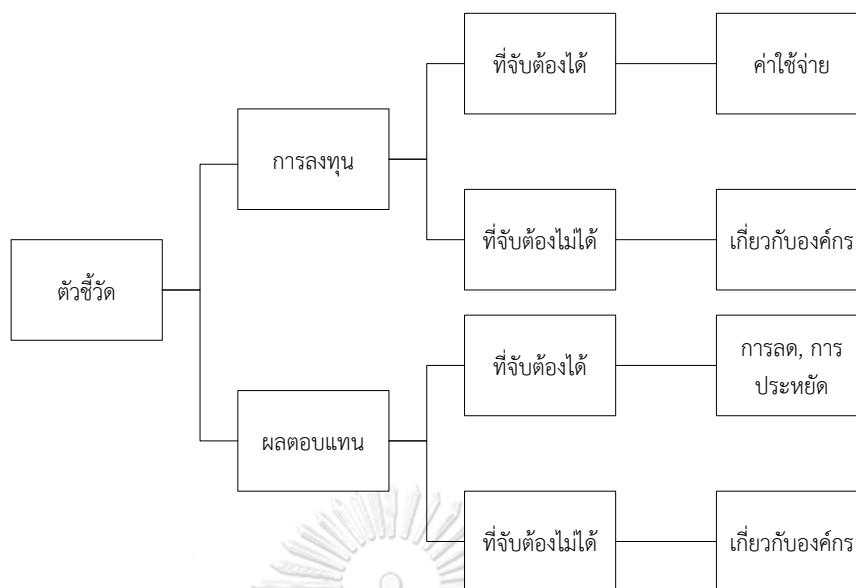 ที่จับต้องได้
ค่าใช้จ่าย
การลงทุน
ที่จับต้องไม่ได้
เกี่ยวกับองค์กร
ตัวชี้วัด
ที่จับต้องได้
การลด, การ
ประหยัด
ผลตอบแทน
ที่จับต้องไม่ได้
เกี่ยวกับองค์กร